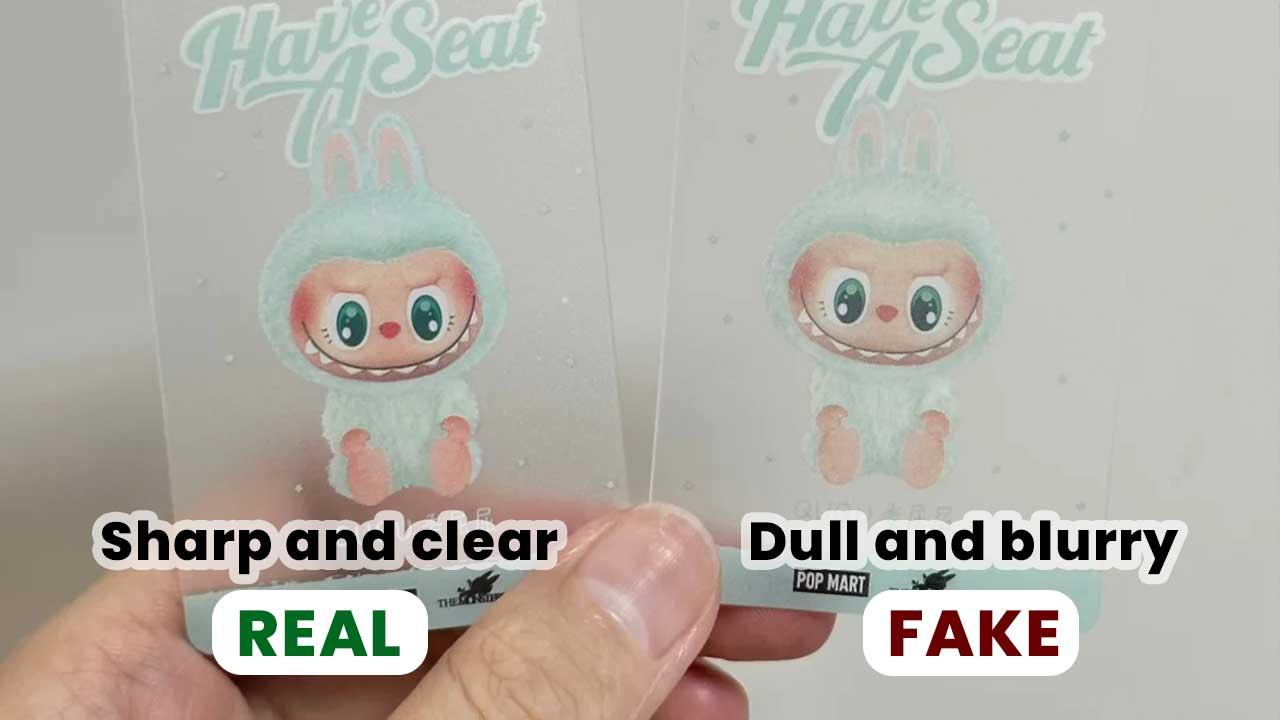 Have
A Seat
Have
A Seat
Sharp and clear
REAL
Dull and blurry
POP MART
FAKE